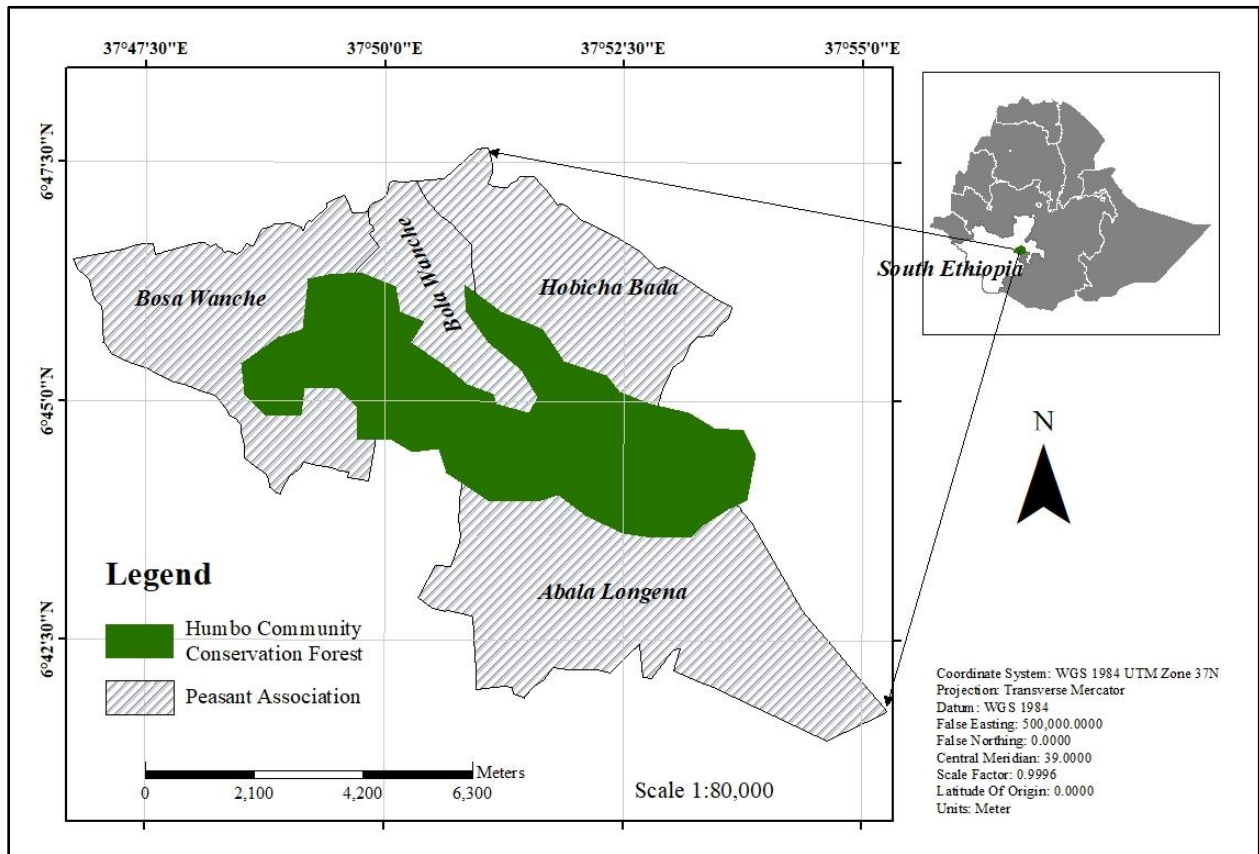 37°47'30"E 37°50'0"E 37°52'30"E 37°55'0"E
6°47'30"N
6°45'0"N
6°42'30"N
Bosa Wanche
Bola Wanche
Hobicha Bada
Abala Longena
South Ethiopia
N
Legend
Humbo Community
Conservation Forest
Peasant Association
Meters
0 2,100 4,200 6,300
Scale 1:80,000
Coordinate System: WGS 1984 UTM Zone 37N
Projection: Transverse Mercator
Datum: WGS 1984
False Easting: 500,000.0000
False Northing: 0.0000
Central Meridian: 39.0000
Scale Factor: 0.9996
Latitude Of Origin: 0.0000
Units: Meter